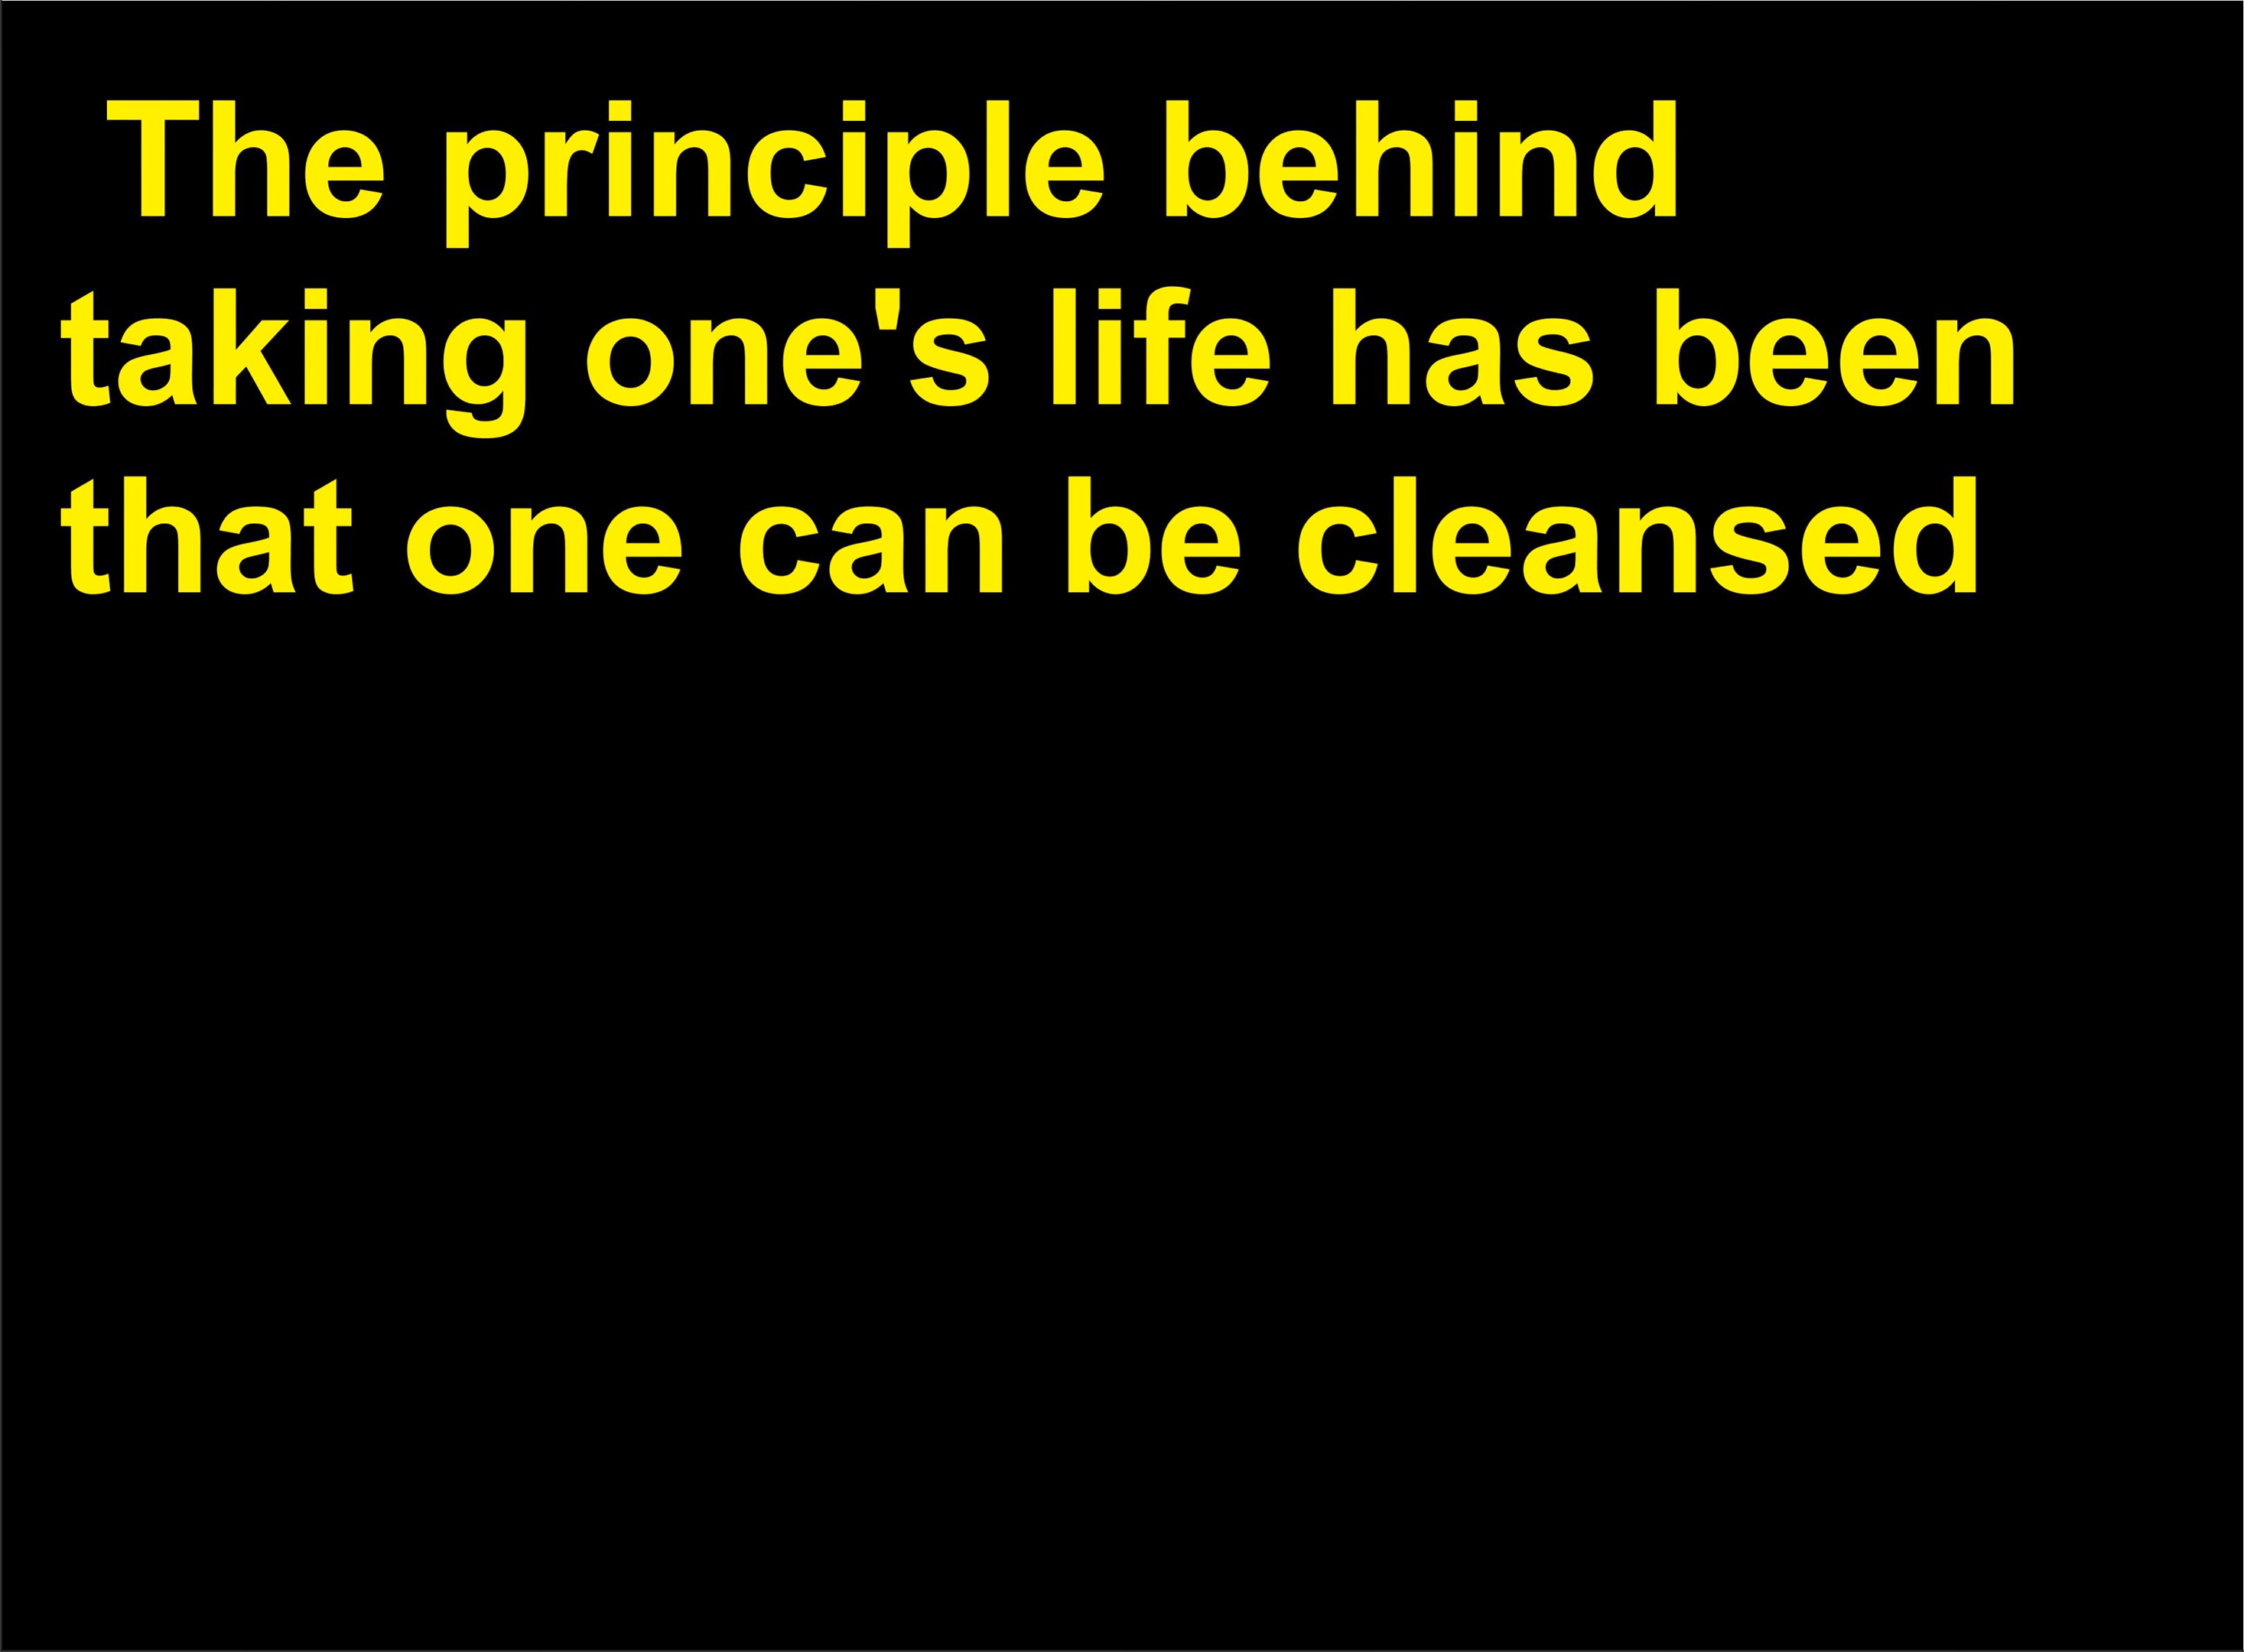 The principle behind
taking one's life has been
that one can be cleansed